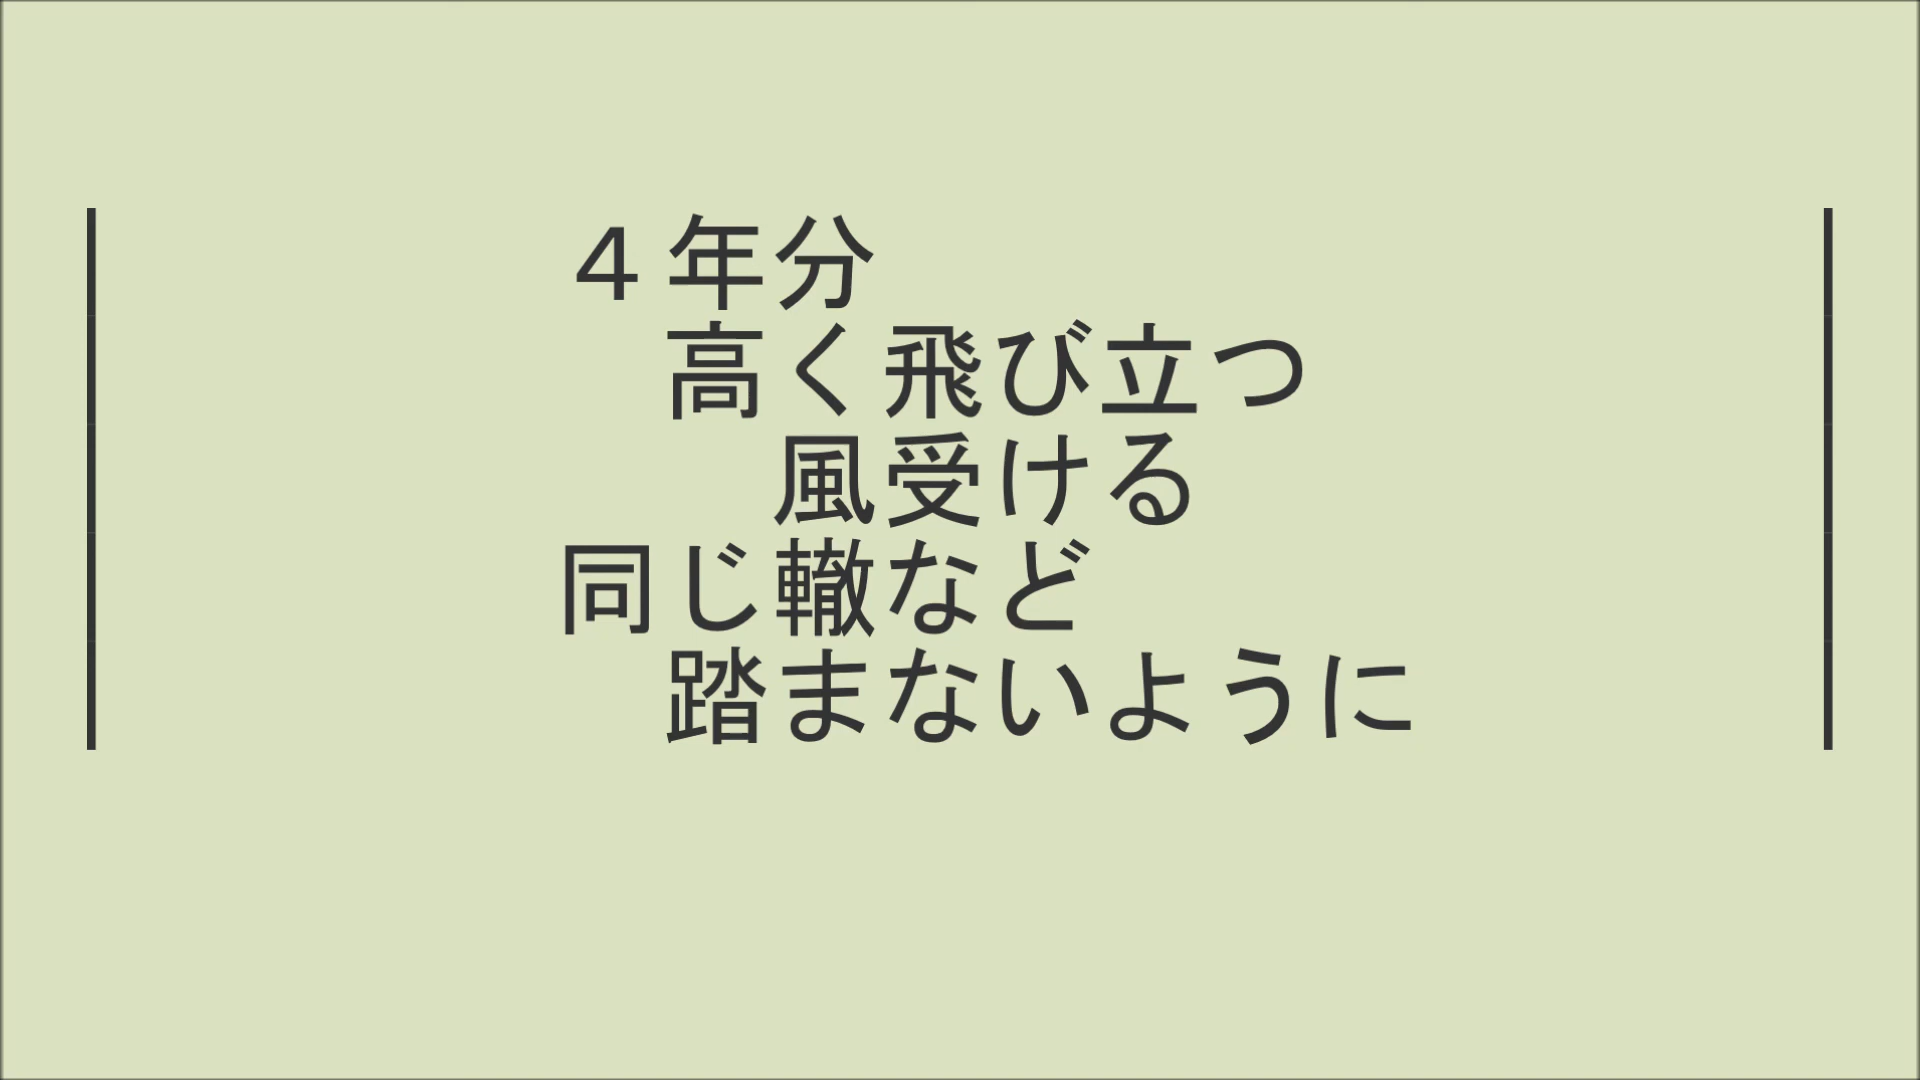 ４年分
高く飛び立つ
風受ける
同じ轍など
踏まないように